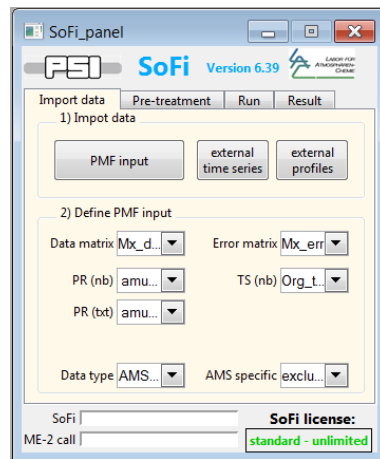 SoFi_panel
PSI SoFi Version 6.39 LABOR FÜR ATMOSPHÄREN-CHEMIE
Import data Pre-treatment Run Result
1) Impot data
PMF input
external
time series
external
profiles
2) Define PMF input
Data matrix Mx_d... Error matrix Mx_err
PR (nb) amu... TS (nb) Org_t...
PR (txt) amu...
Data type AMS... AMS specific exclu...
SoFi SoFi license:
ME-2 call standard - unlimited